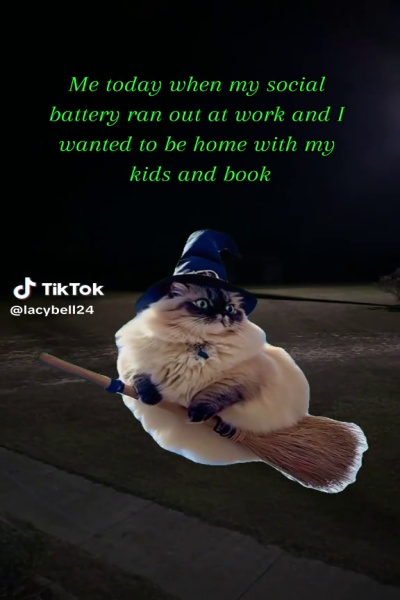 Me today when my social
battery ran out at work and I
wanted to be home with my
kids and book
TikTok
@lacybell24